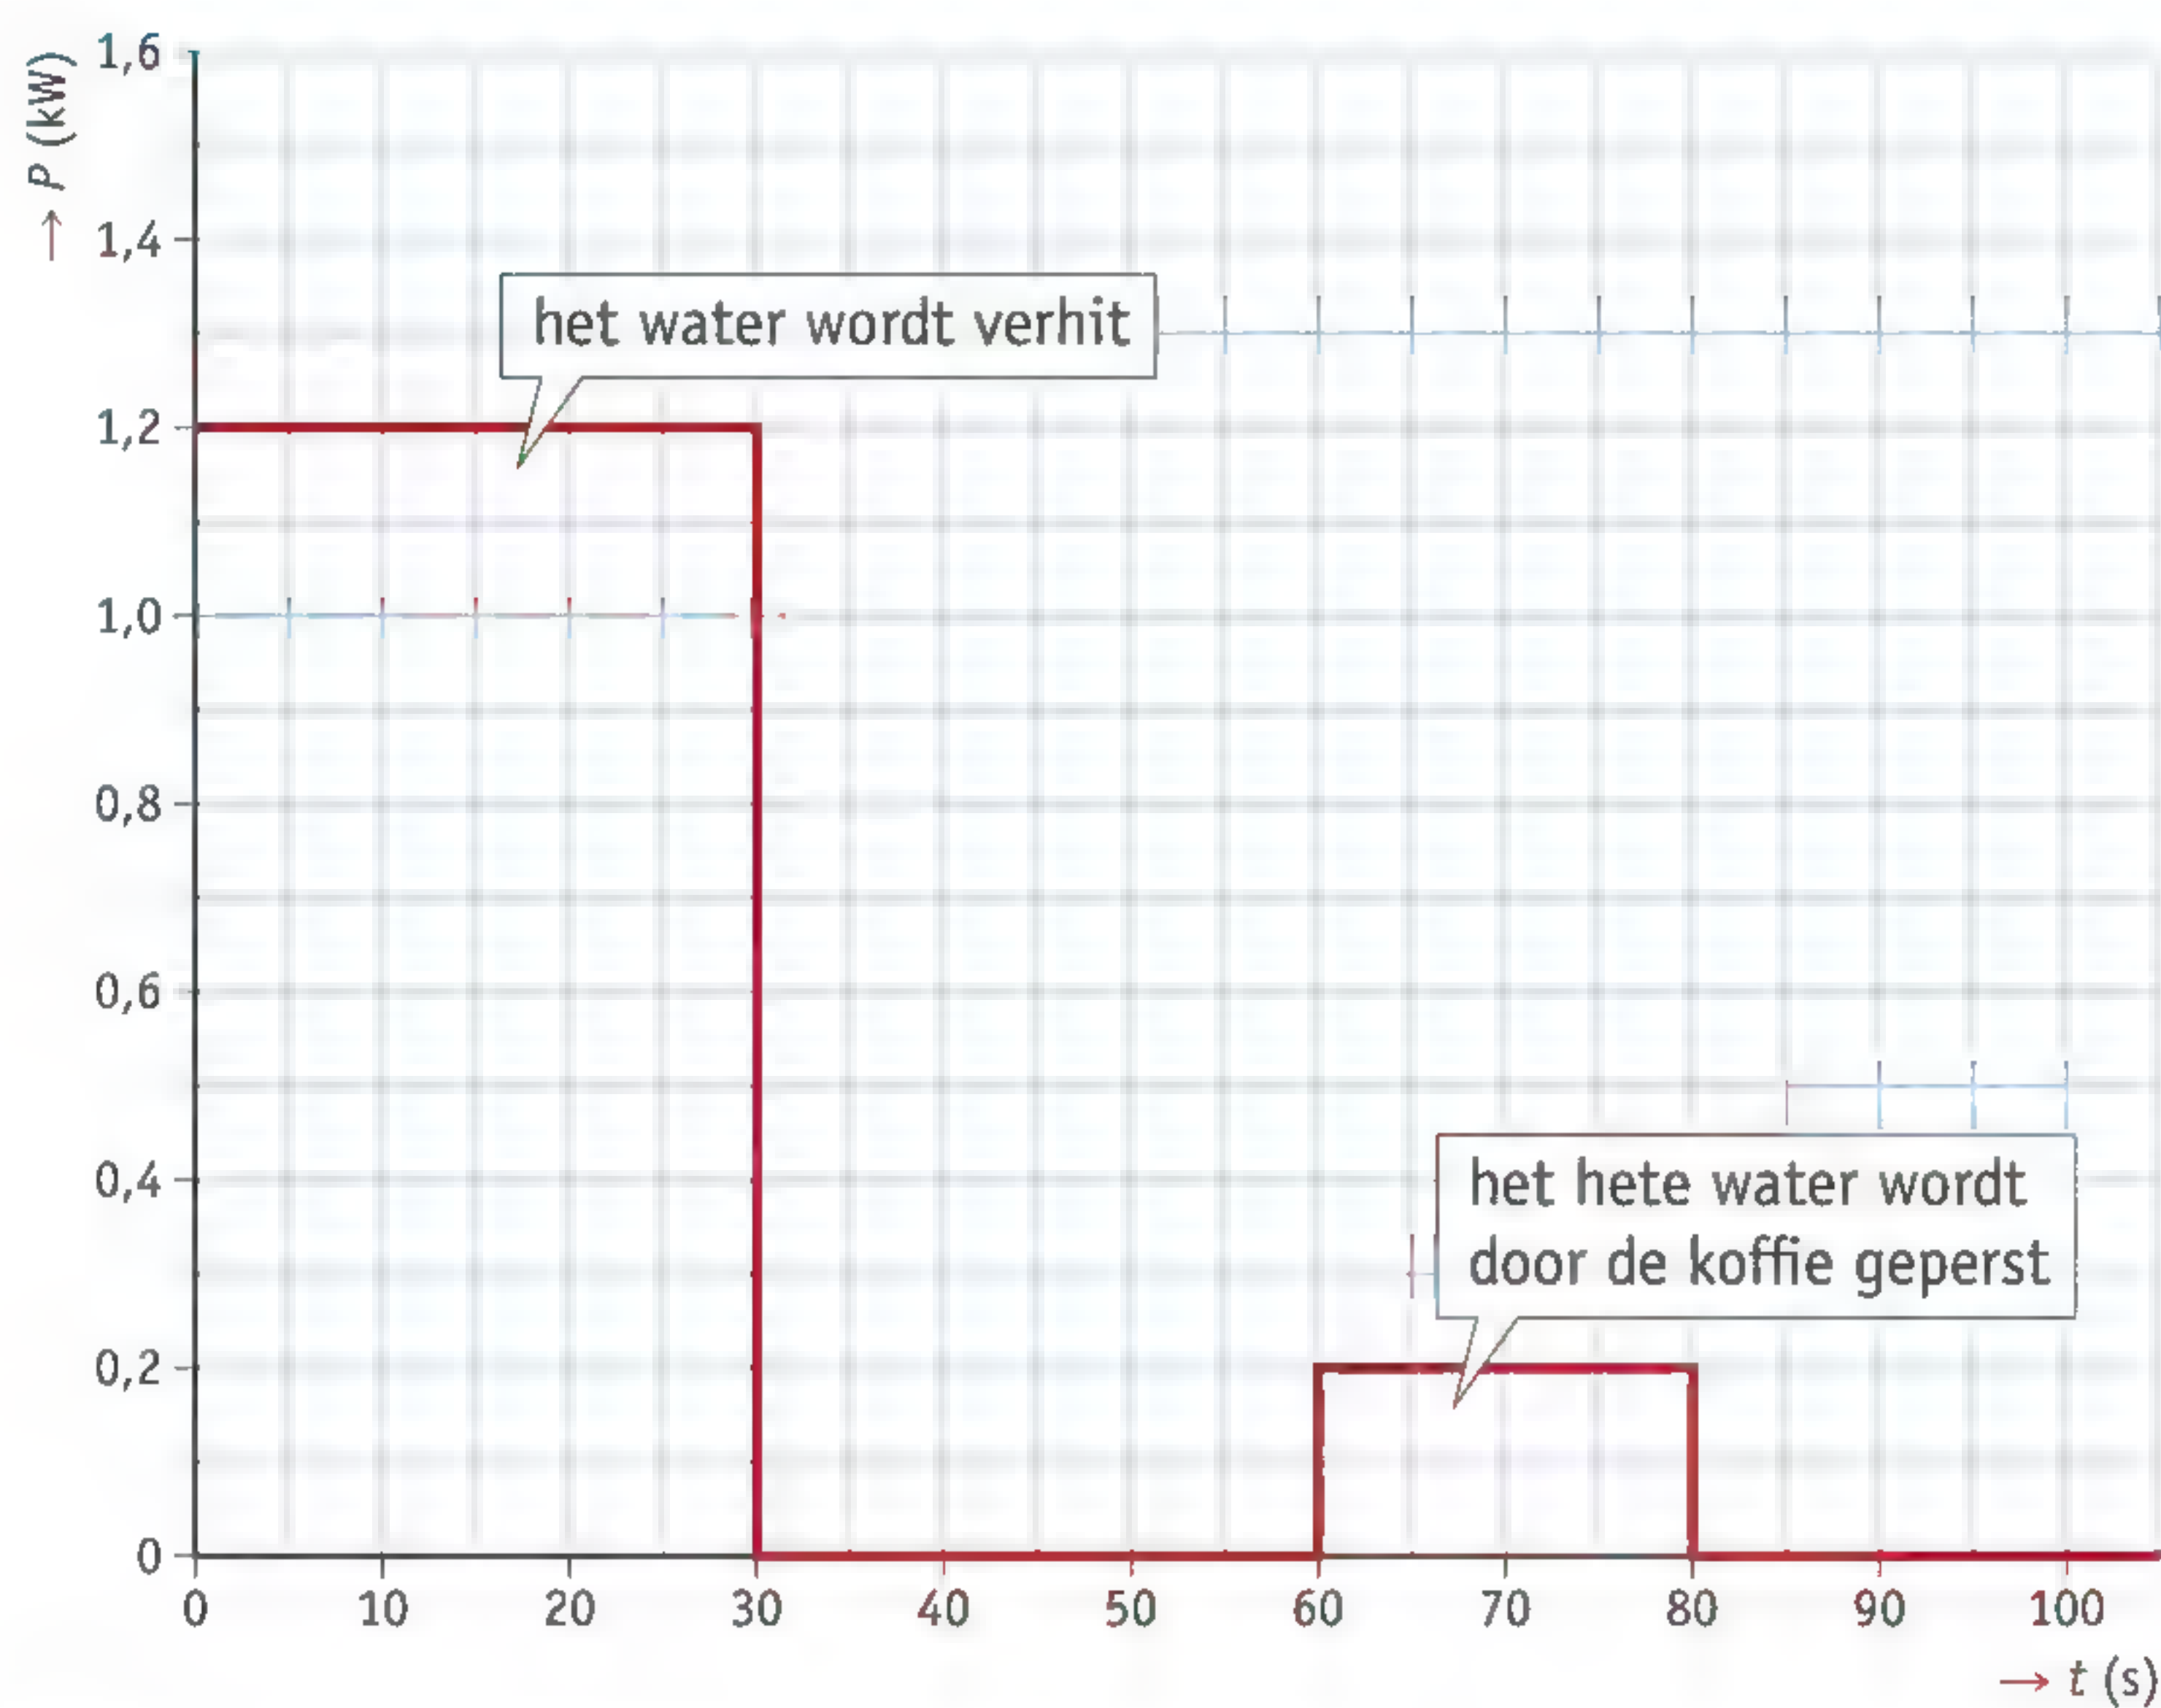 → P (kW)
1,6
1,4
1,2
1,0
0,8
0,6
0,4
0,2
0
het water wordt verhit
het hete water wordt
door de koffie geperst
0 10 20 30 40 50 60 70 80 90 100
→ t (s)